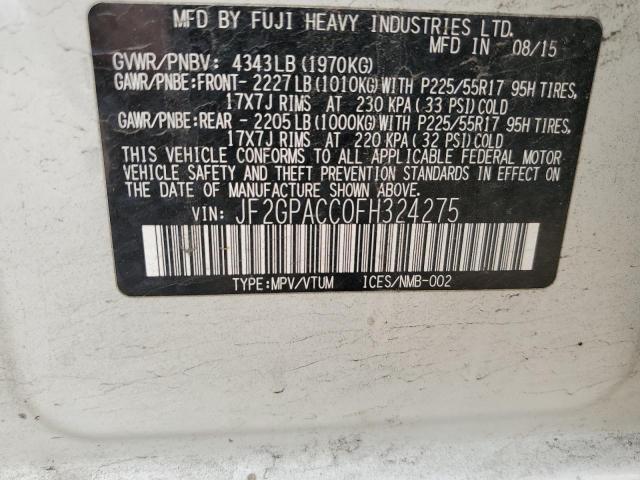 MFD BY FUJI HEAVY INDUSTRIES LTD.
MFD IN 08/15
GVWR/PNBV: 4343LB(1970KG)
GAWR/PNBE:FRONT- 2227LB(1010KG)WITH P225/55R17 95H TIRES,
17X7J RIMS AT 230 KPA(33 PSI)COLD
GAWR/PNBE:REAR - 2205LB(1000KG)WITH P225/55R17 95H TIRES,
17X7J RIMS AT 220 KPA(32 PSI)COLD
THIS VEHICLE CONFORMS TO ALL APPLICABLE FEDERAL MOTOR
VEHICLE SAFETY AND THEFT PREVENTION STANDARDS IN EFFECT ON
THE DATE OF MANUFACTURE SHOWN ABOVE.
VIN: JF2GPACC0FH324275
TYPE:MPV/VTUM ICES/NMB-002